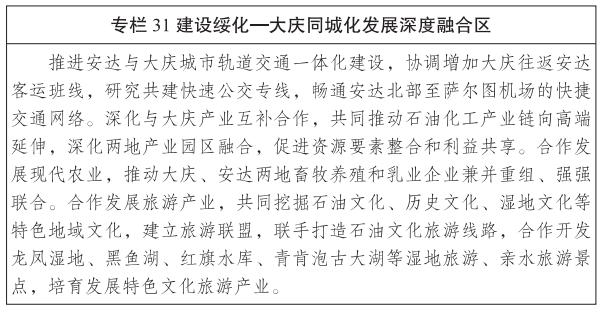 专栏 31 建设绥化—大庆同城化发展深度融合区
推进安达与大庆城市轨道交通一体化建设，协调增加大庆往返安达
客运班线，研究共建快速公交专线，畅通安达北部至萨尔图机场的快捷
交通网络。深化与大庆产业互补合作，共同推动石油化工产业链向高端
延伸，深化两地产业园区融合，促进资源要素整合和利益共享。合作发
展现代农业，推动大庆、安达两地畜牧养殖和乳业企业兼并重组、强强
联合。合作发展旅游产业，共同挖掘石油文化、历史文化、湿地文化等
特色地域文化，建立旅游联盟，联手打造石油文化旅游线路，合作开发
龙凤湿地、黑鱼湖、红旗水库、青肯泡古大湖等湿地旅游、亲水旅游景
点，培育发展特色文化旅游产业。